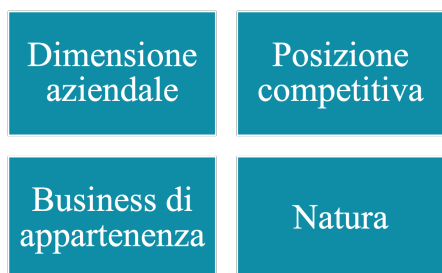 Dimensione
aziendale
Posizione
competitiva
Business di
appartenenza
Natura